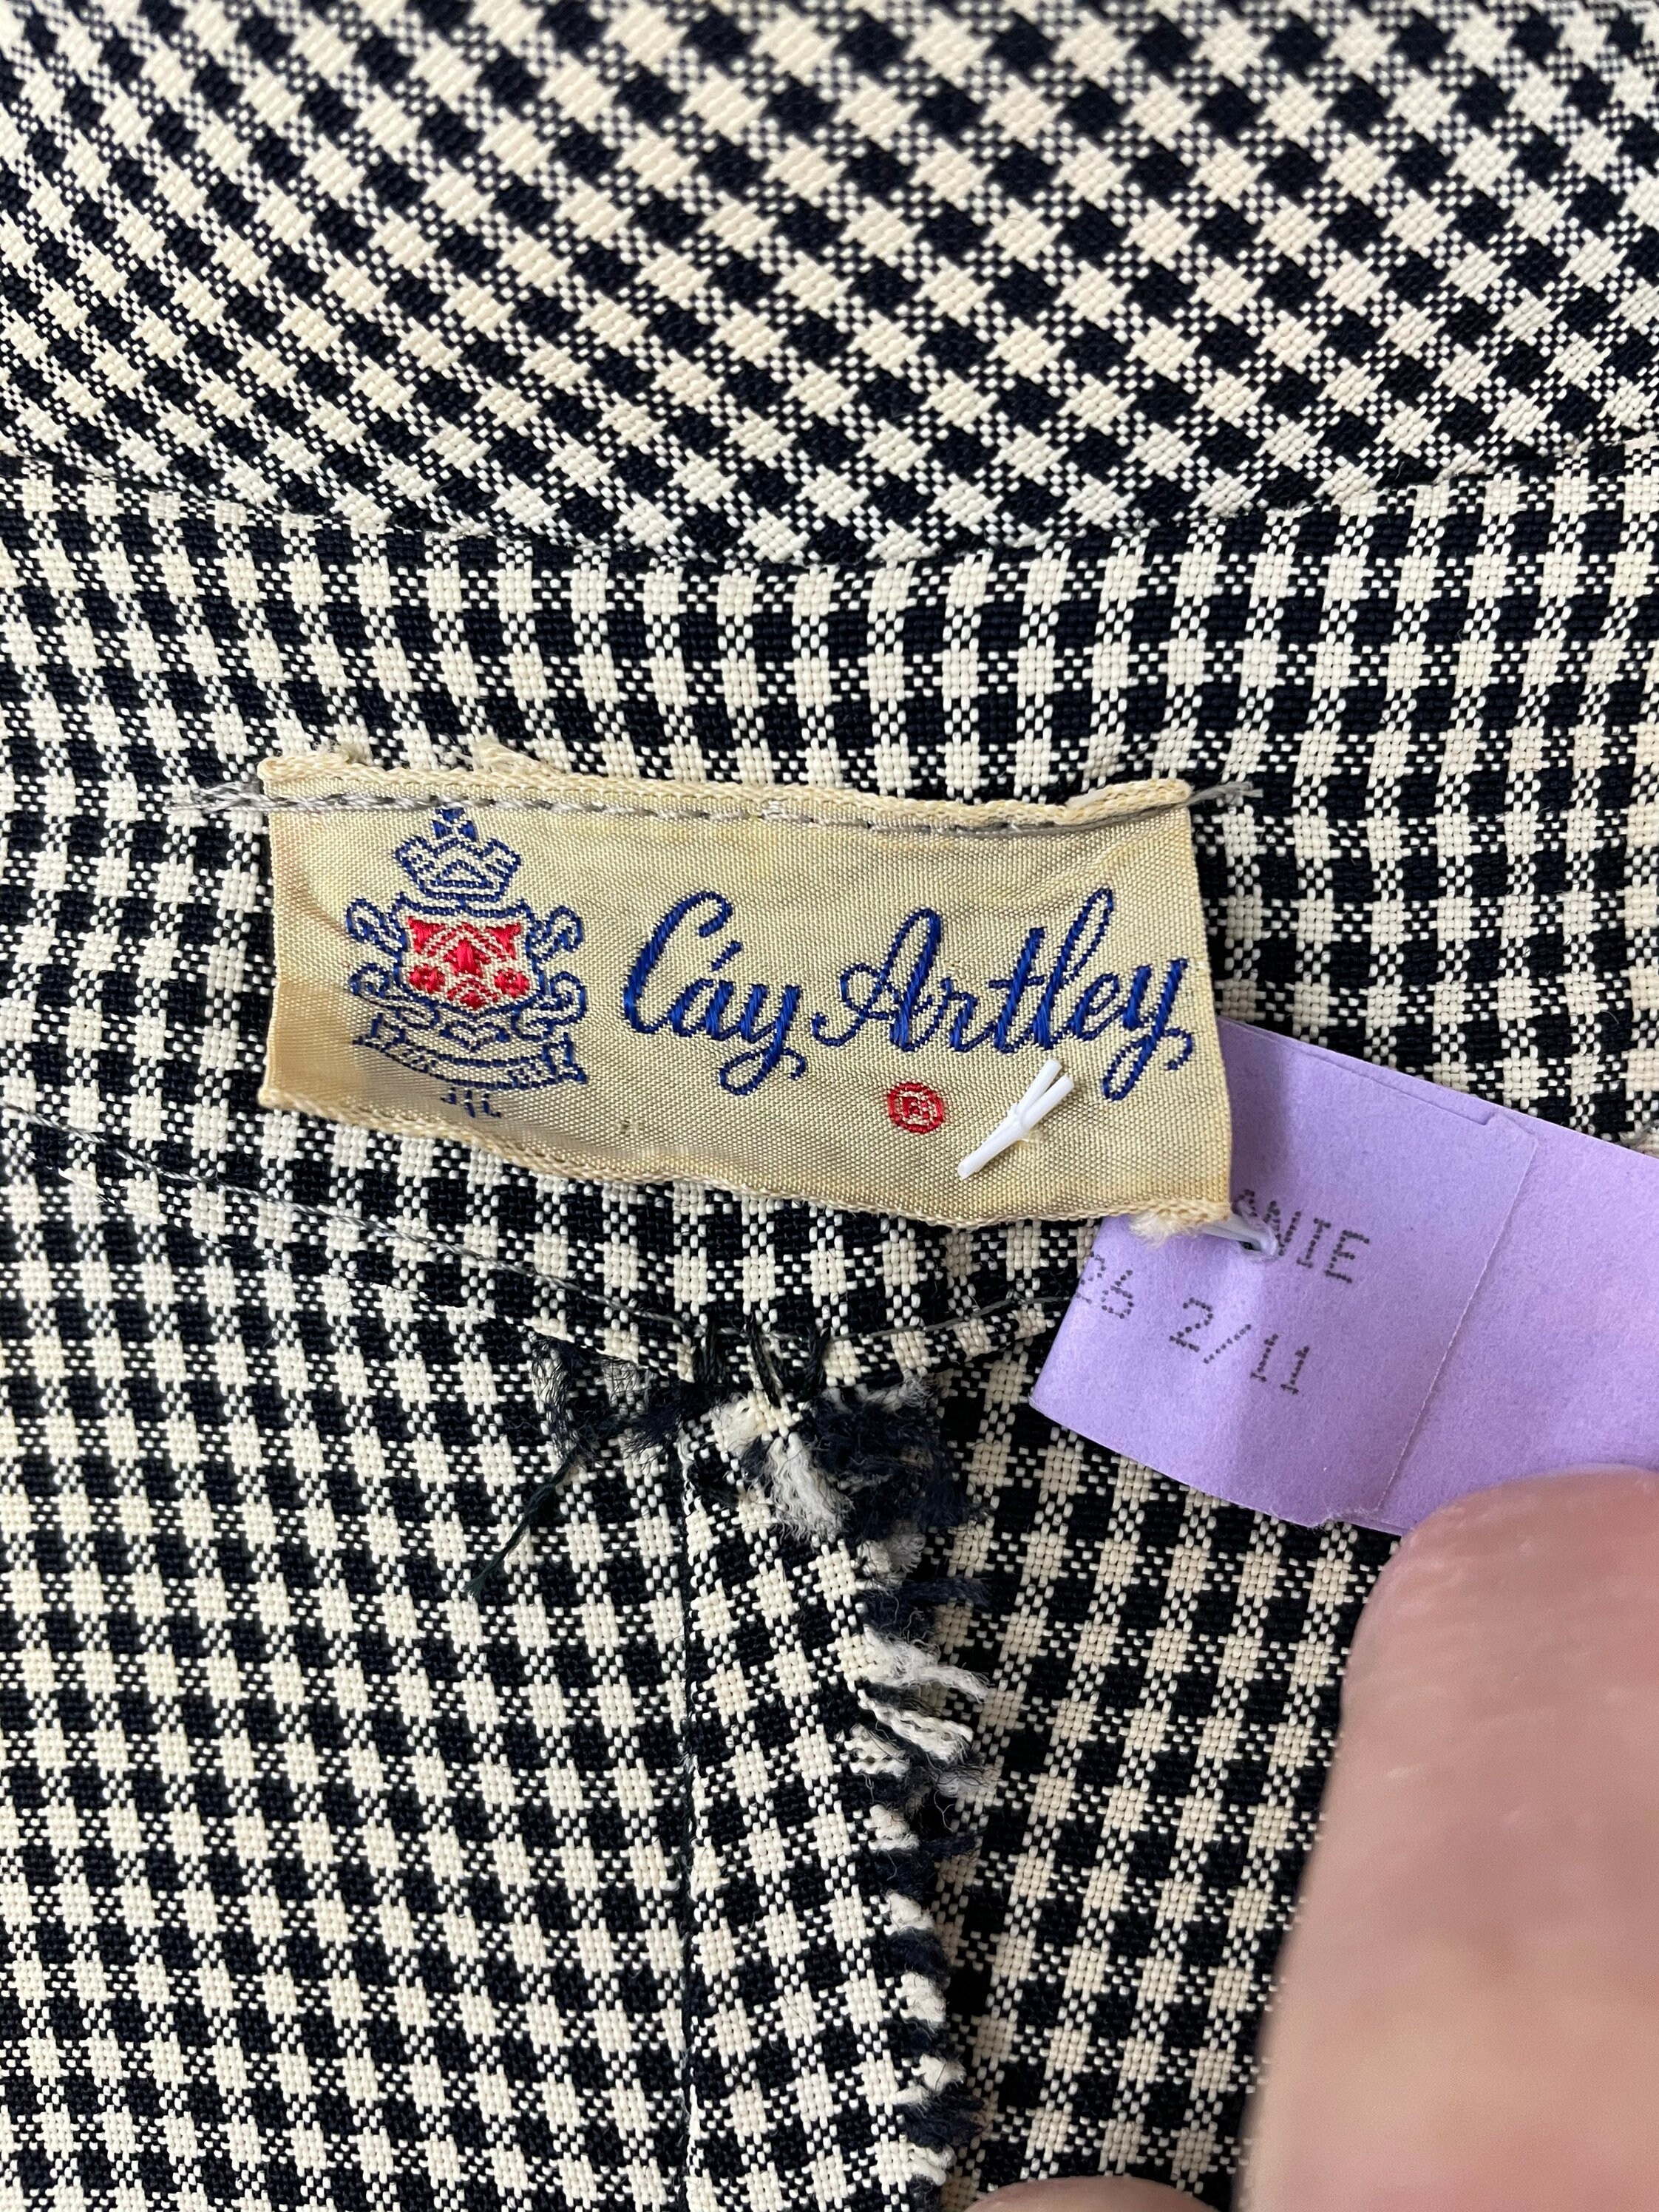 Cáy Artley
®
NIE
2/11